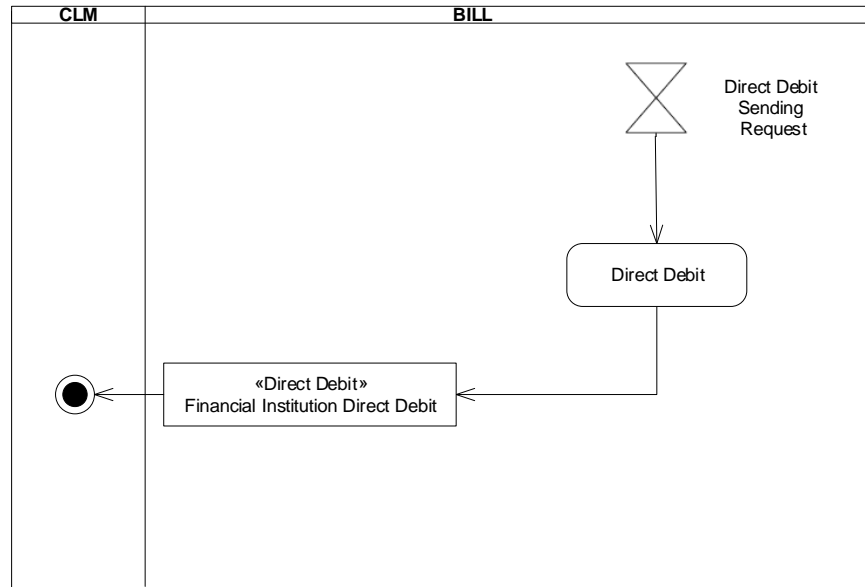 CLM
BILL
Direct Debit
Sending
Request
Direct Debit
«Direct Debit»
Financial Institution Direct Debit